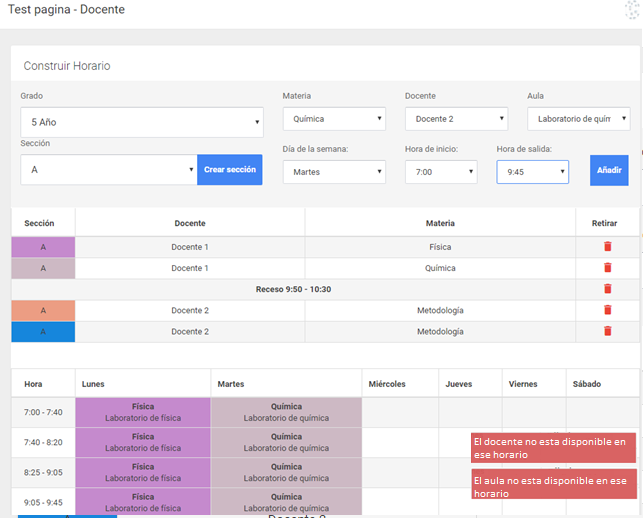 Test pagina - Docente
Construir Horario
Grado
Materia
Docente
Aula
5 Año
Química
Docente 2
Laboratorio de quím
Sección
Día de la semana:
Hora de inicio:
Hora de salida:
A
Crear sección
Martes
7:00
9:45
Añadir
Sección Docente Materia Retirar
A Docente 1 Física
A Docente 1 Química
Receso 9:50 - 10:30
A Docente 2 Metodología
A Docente 2 Metodología
Hora Lunes Martes Miércoles Jueves Viernes Sábado
7:00 - 7:40
Física
Laboratorio de física
Química
Laboratorio de química
7:40 - 8:20
Física
Laboratorio de física
Química
Laboratorio de química
El docente no esta disponible en
ese horario
8:25 - 9:05
Física
Laboratorio de física
Química
Laboratorio de química
El aula no esta disponible en ese
horario
9:05 - 9:45
Física
Laboratorio de física
Química
Laboratorio de química